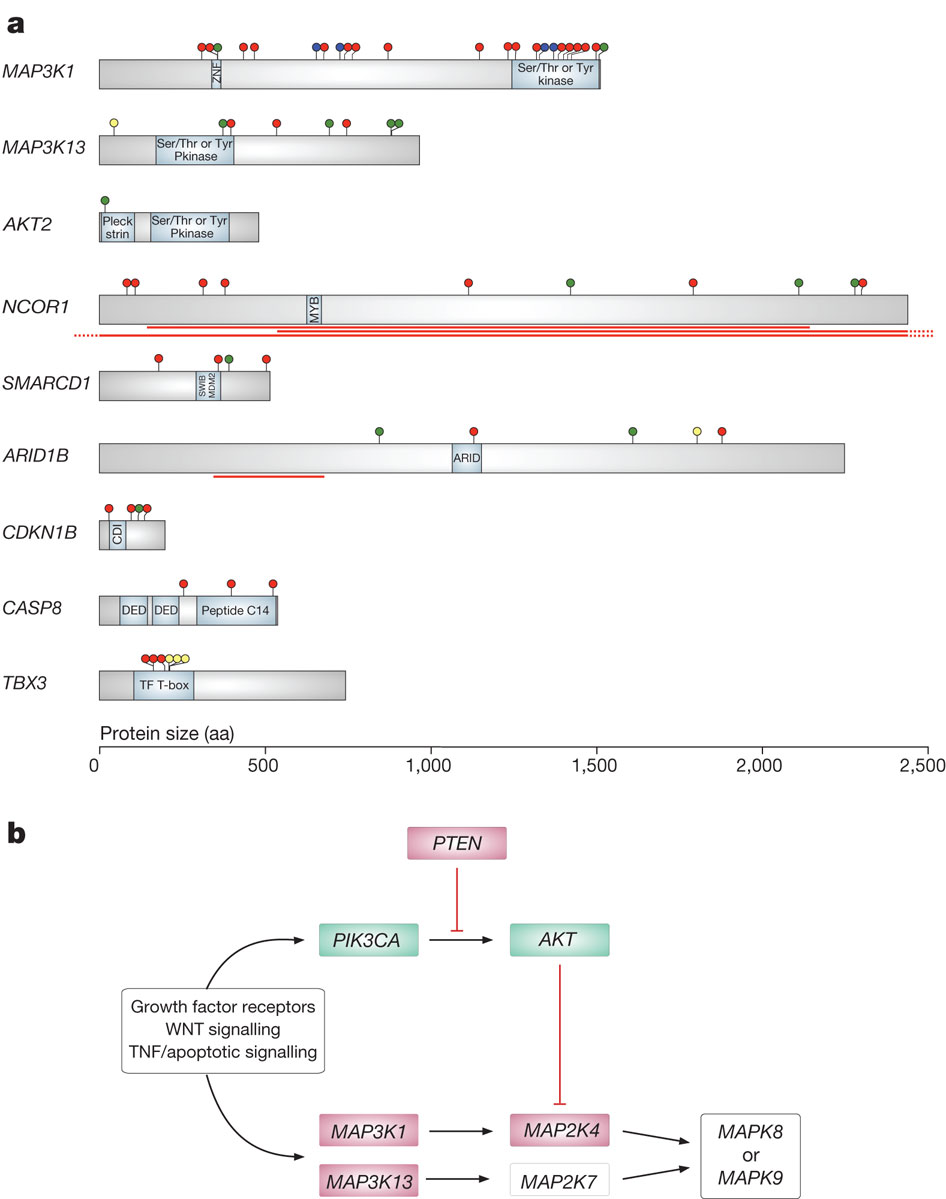 a
MAP3K1
ZNF
Ser/Thr or Tyr
kinase
MAP3K13
Ser/Thr or Tyr
Pkinase
AKT2
Pleck
strin
Ser/Thr or Tyr
Pkinase
NCOR1
MYB
SMARCD1
SWIB
MDM2
ARID1B
ARID
CDKN1B
CDI
CASP8
DED
DED
Peptide C14
TBX3
TF T-box
Protein size (aa)
0 500 1,000 1,500 2,000 2,500
b
PTEN
PIK3CA
AKT
Growth factor receptors
WNT signalling
TNF/apoptotic signalling
MAP3K1
MAP2K4
MAP3K13
MAP2K7
MAPK8
or
MAPK9